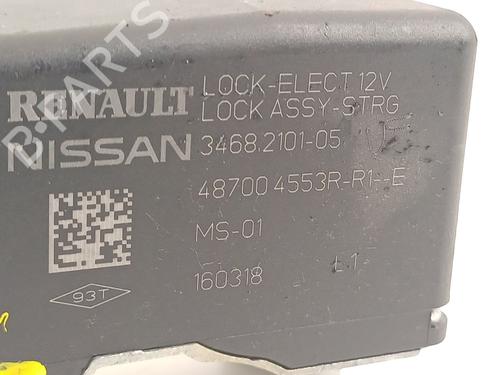 RENAULT
NISSAN
LOCK-ELECT 12V
LOCK ASSY-STRG
3468.2101-05
48700 4553R-R1--E
MS-01
160318
L1
93T
B-PARTS